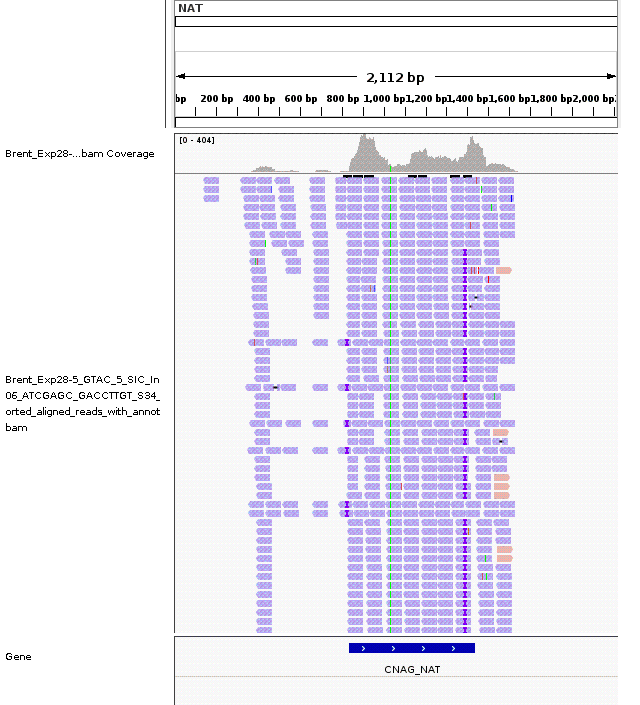 NAT
2,112 bp
bp 200 bp 400 bp 600 bp 800 bp 1,000 bp 1,200 bp 1,400 bp 1,600 bp 1,800 bp 2,000 bp
[0 - 404]
Brent_Exp28-...bam Coverage
Brent_Exp28-5_GTAC_5_SIC_In
06_ATCGAGC_GACCTTGT_S34_
orted_aligned_reads_with_annot
bam
Gene
CNAG_NAT